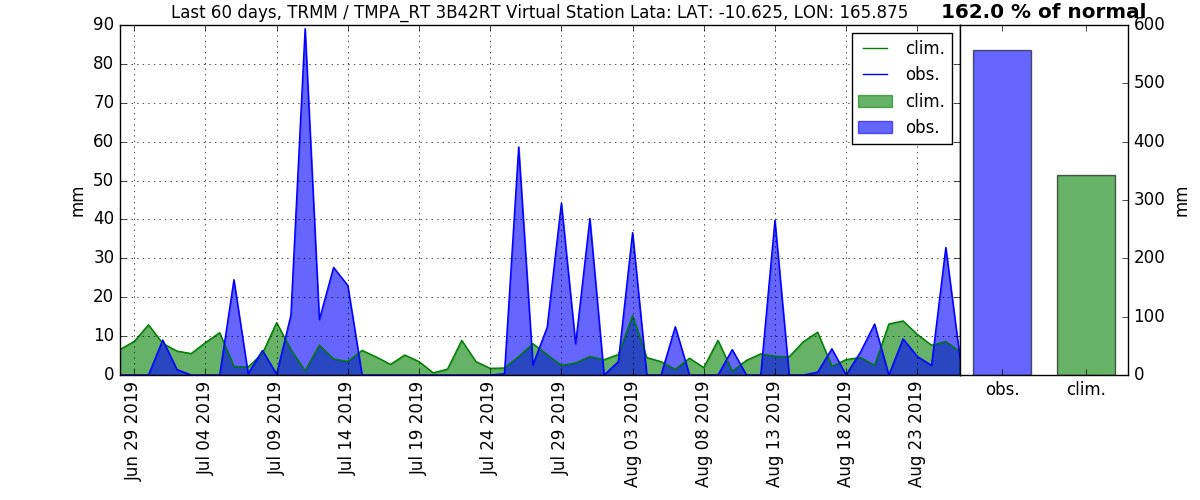 Last 60 days, TRMM / TMPA_RT 3B42RT Virtual Station Lata: LAT: -10.625, LON: 165.875
162.0 % of normal
90
80
70
60
50
40
30
20
10
0
mm
clim.
obs.
clim.
obs.
Jun 29 2019
Jul 04 2019
Jul 09 2019
Jul 14 2019
Jul 19 2019
Jul 24 2019
Jul 29 2019
Aug 03 2019
Aug 08 2019
Aug 13 2019
Aug 18 2019
Aug 23 2019
600
500
400
300
200
100
0
mm
obs.
clim.